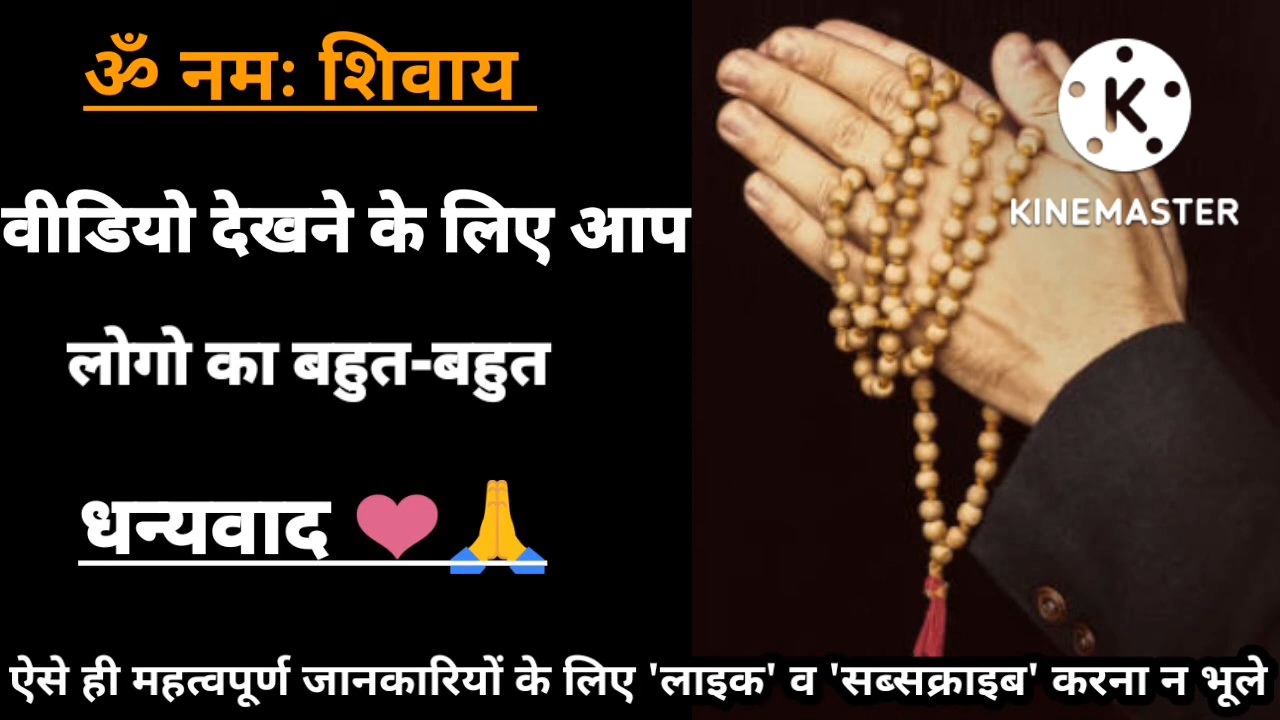 ॐ नमः शिवाय
वीडियो देखने के लिए आप
लोगो का बहुत-बहुत
धन्यवाद ❤🙏
K
KINEMASTER
ऐसे ही महत्वपूर्ण जानकारियों के लिए 'लाइक' व 'सब्सक्राइब' करना न भूले